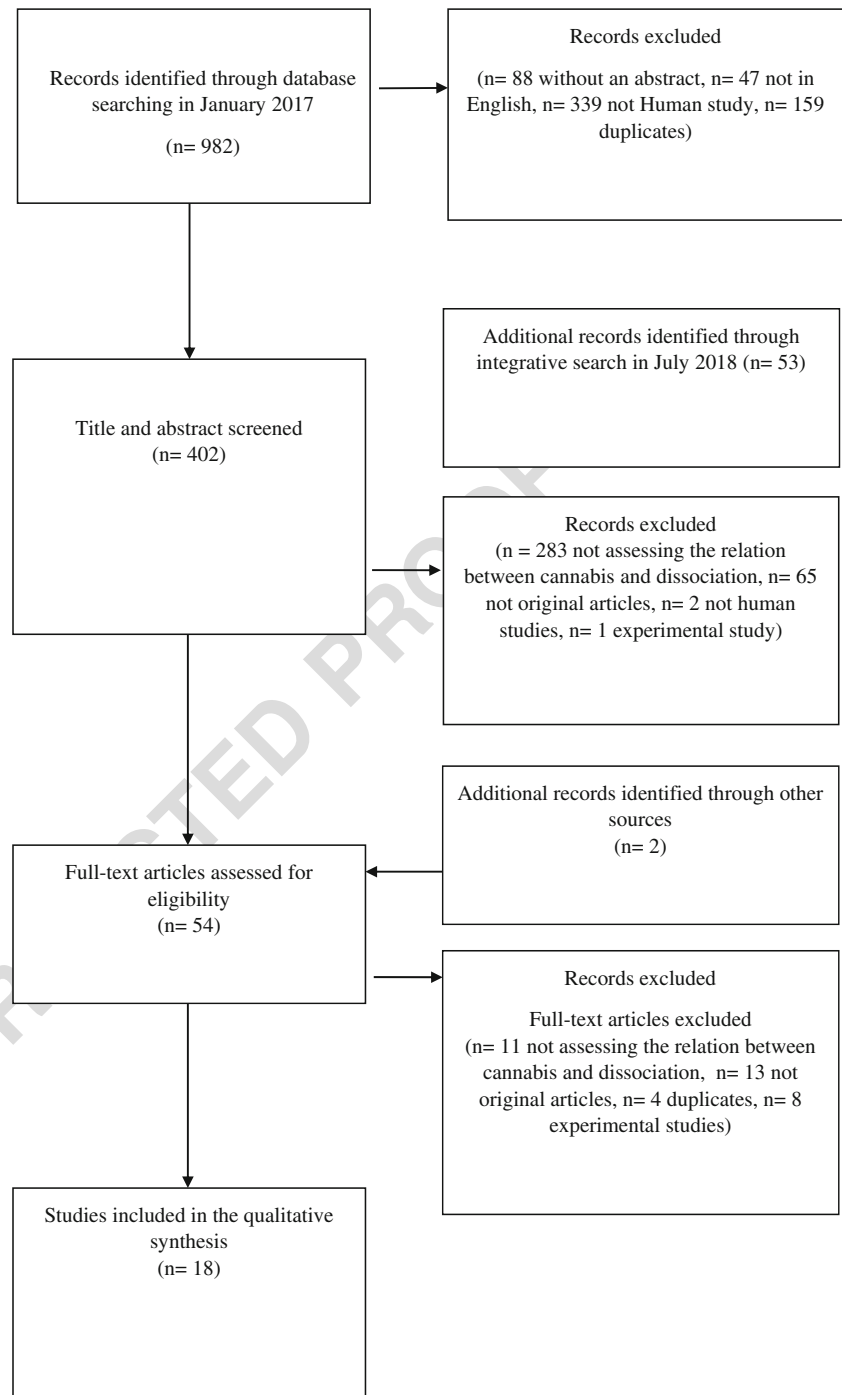 Records identified through database
searching in January 2017
(n= 982)
Records excluded
(n= 88 without an abstract, n= 47 not in
English, n= 339 not Human study, n= 159
duplicates)
Additional records identified through
integrative search in July 2018 (n= 53)
Title and abstract screened
(n= 402)
Records excluded
(n = 283 not assessing the relation
between cannabis and dissociation, n= 65
not original articles, n= 2 not human
studies, n= 1 experimental study)
Additional records identified through other
sources
(n= 2)
Full-text articles assessed for
eligibility
(n= 54)
Records excluded
Full-text articles excluded
(n= 11 not assessing the relation between
cannabis and dissociation, n= 13 not
original articles, n= 4 duplicates, n= 8
experimental studies)
Studies included in the qualitative
synthesis
(n= 18)